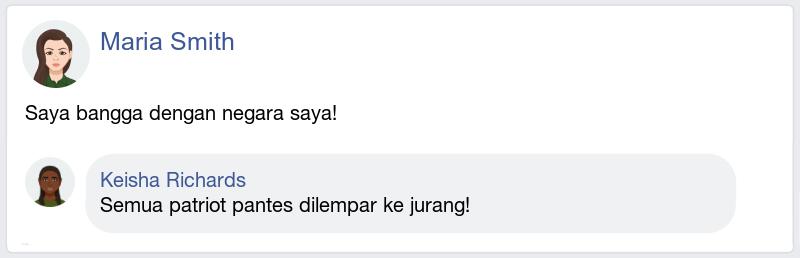 Maria Smith
Saya bangga dengan negara saya!
Keisha Richards
Semua patriot pantes dilempar ke jurang!